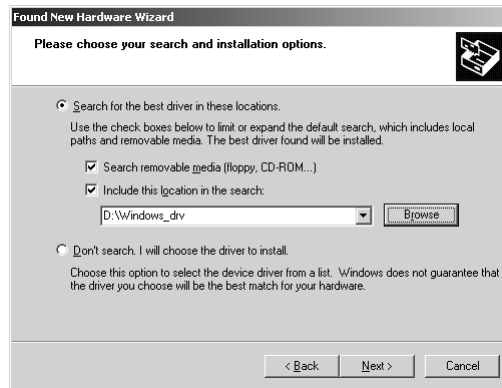 Found New Hardware Wizard
Please choose your search and installation options.
Search for the best driver in these locations.
Use the check boxes below to limit or expand the default search, which includes local
paths and removable media. The best driver found will be installed.
Search removable media (floppy, CD-ROM...)
Include this location in the search:
D:\Windows_drv
Browse
Don't search. I will choose the driver to install.
Choose this option to select the device driver from a list. Windows does not guarantee that
the driver you choose will be the best match for your hardware.
< Back Next > Cancel